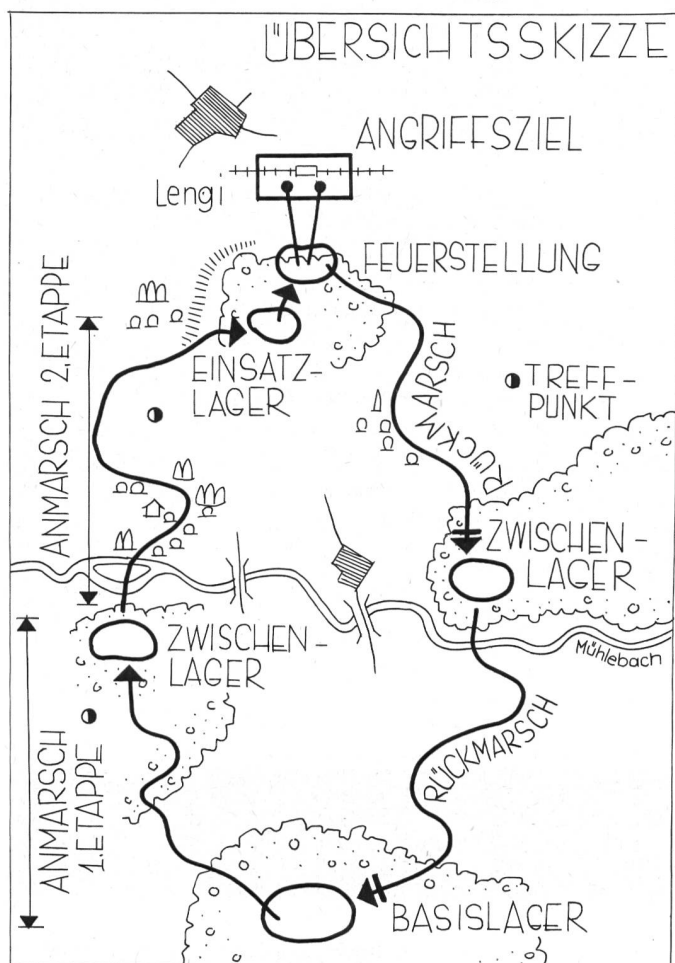 ÜBERSICHTSSKIZZE
ANGRIFFSZIEL
Lengi
FEUERSTELLUNG
ANMARSCH 2.ETAPPE
EINSATZ-
LAGER
RÜCKMARSCH
TREFF-
PUNKT
ZWISCHEN-
LAGER
ZWISCHEN-
LAGER
Mühlebach
ANMARSCH
1.ETAPPE
RÜCKMARSCH
BASISLAGER